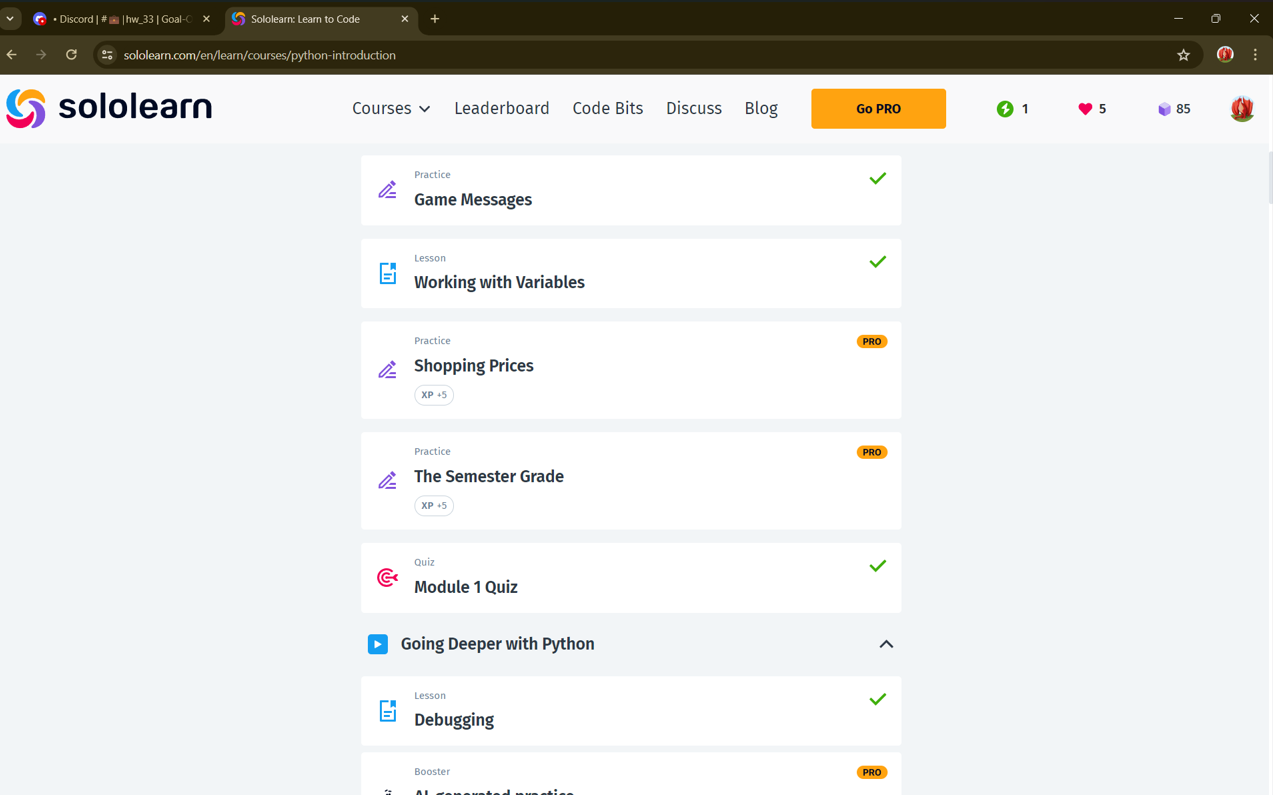 • Discord | # 💼 | hw_33 | Goal-C
Sololearn: Learn to Code
sololearn.com/en/learn/courses/python-introduction
sololearn
Courses
Leaderboard
Code Bits
Discuss
Blog
Go PRO
1
5
85
Practice
Game Messages
Lesson
Working with Variables
Practice
PRO
Shopping Prices
XP +5
Practice
PRO
The Semester Grade
XP +5
Quiz
Module 1 Quiz
Going Deeper with Python
Lesson
Debugging
Booster
PRO
AI-generated practice